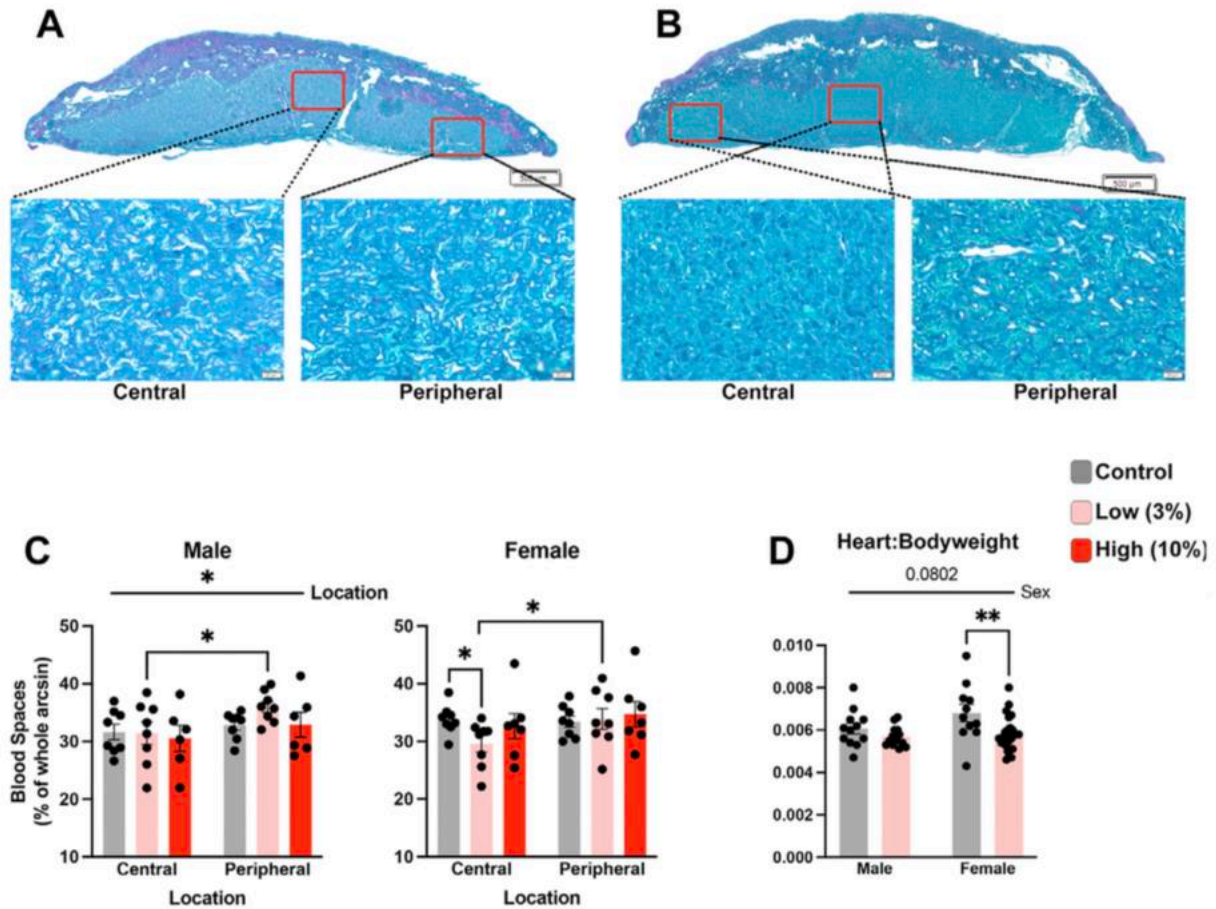 A
B
500 µm
Central
Peripheral
Central
Peripheral
Control
Low (3%)
High (10%)
C
Male
*
Location
*
Blood Spaces
(% of whole arcsin)
50
40
30
20
10
Central
Peripheral
Location
Female
*
*
50
40
30
20
10
Central
Peripheral
Location
D
Heart:Bodyweight
0.0802
Sex
**
0.010
0.008
0.006
0.004
0.002
0.000
Male
Female